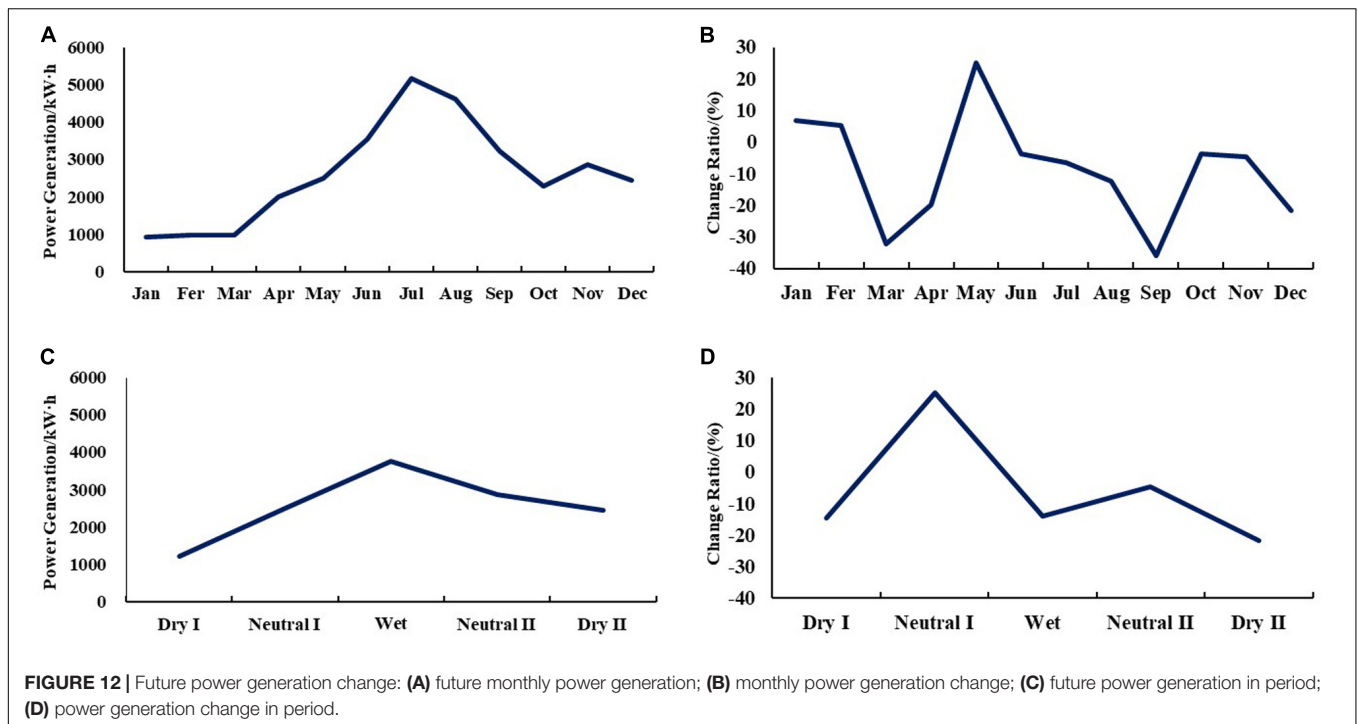 A
Power Generation/kW·h
6000
5000
4000
3000
2000
1000
0
Jan Fer Mar Apr May Jun Jul Aug Sep Oct Nov Dec
B
Change Ratio/(%)
30
20
10
0
-10
-20
-30
-40
Jan Fer Mar Apr May Jun Jul Aug Sep Oct Nov Dec
C
Power Generation/kW·h
6000
5000
4000
3000
2000
1000
0
Dry I Neutral I Wet Neutral II Dry II
D
Change Ratio/(%)
30
20
10
0
-10
-20
-30
-40
Dry I Neutral I Wet Neutral II Dry II
FIGURE 12 | Future power generation change: (A) future monthly power generation; (B) monthly power generation change; (C) future power generation in period;
(D) power generation change in period.